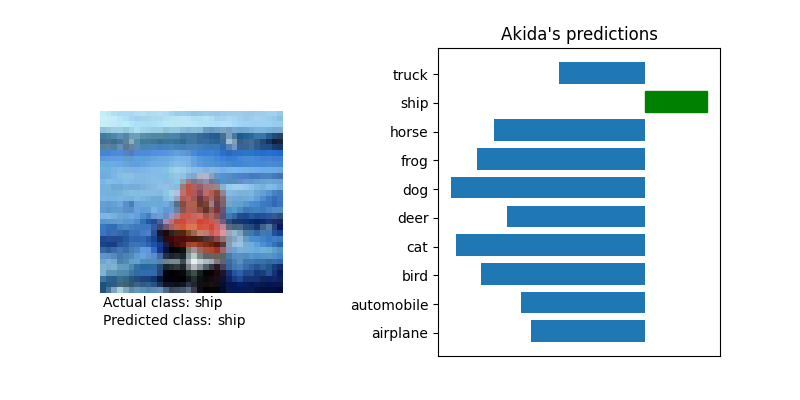 Akida's predictions
truck
ship
horse
frog
dog
deer
cat
bird
automobile
airplane
Actual class: ship
Predicted class: ship